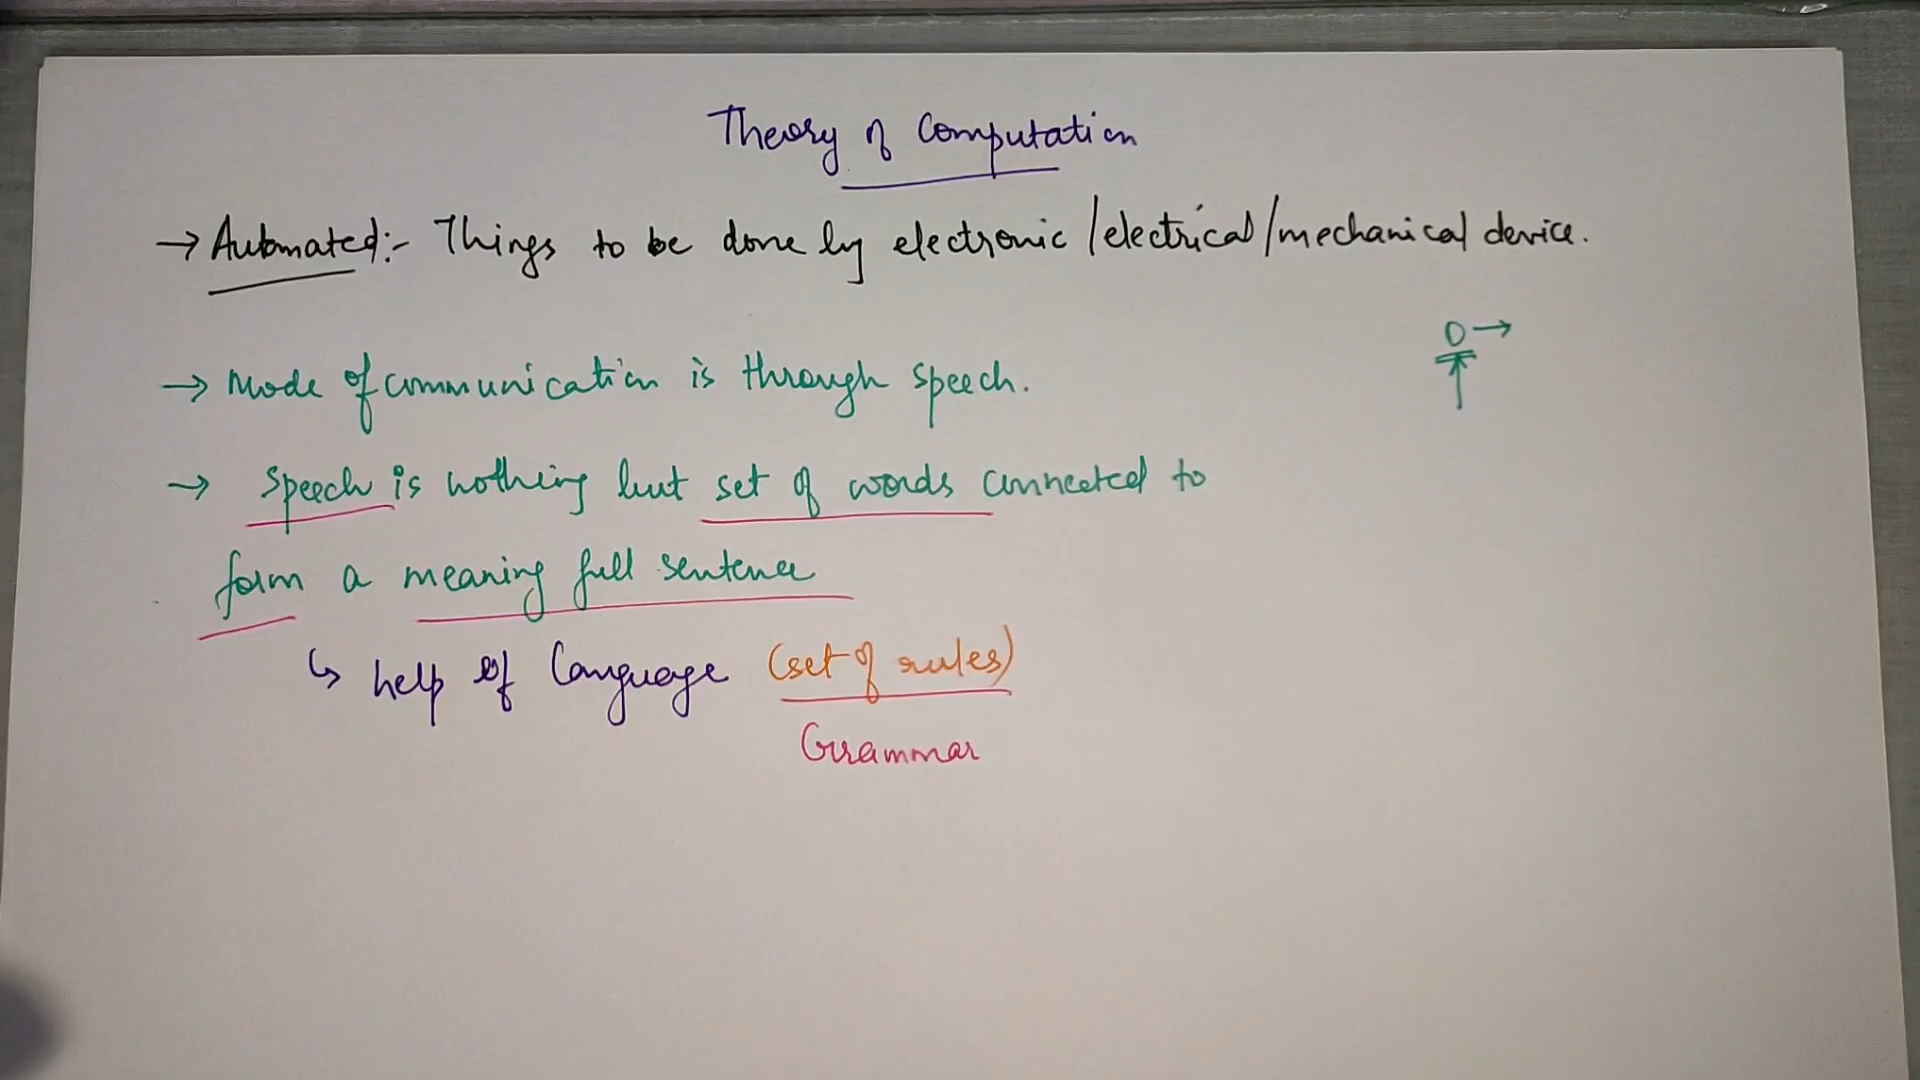 Theory of Computation
→ Automated:- Things to be done by electronic/electrical/mechanical device.
→ Mode of communication is through speech.
→ Speech is nothing but set of words connected to
form a meaning full sentence
↳ help of Language (set of rules)
Grammar